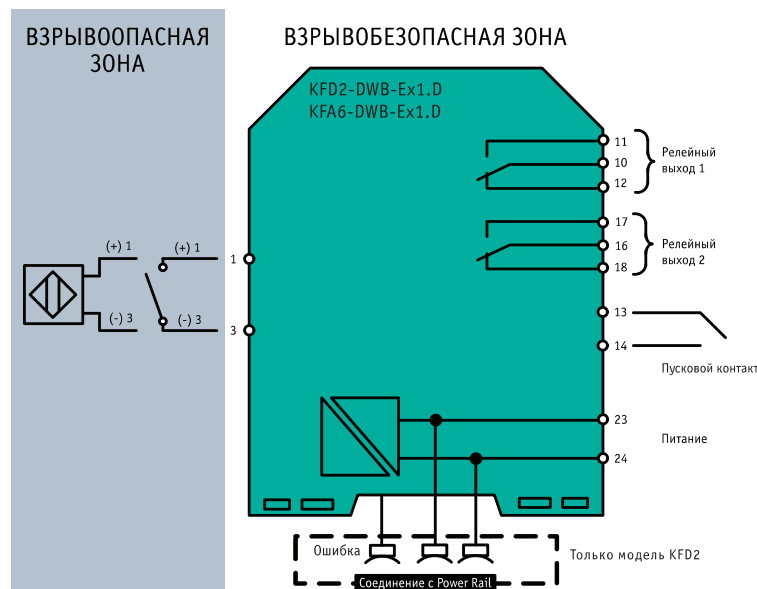 ВЗРЫВООПАСНАЯ
ЗОНА
ВЗРЫВОБЕЗОПАСНАЯ ЗОНА
KFD2-DWB-Ex1.D
KFA6-DWB-Ex1.D
11
10
12
Релейный
выход 1
17
16
18
Релейный
выход 2
(+) 1
(+) 1
1
(-) 3
(-) 3
3
13
14
Пусковой контакт
23
Питание
24
Ошибка
Только модель KFD2
Соединение с Power Rail